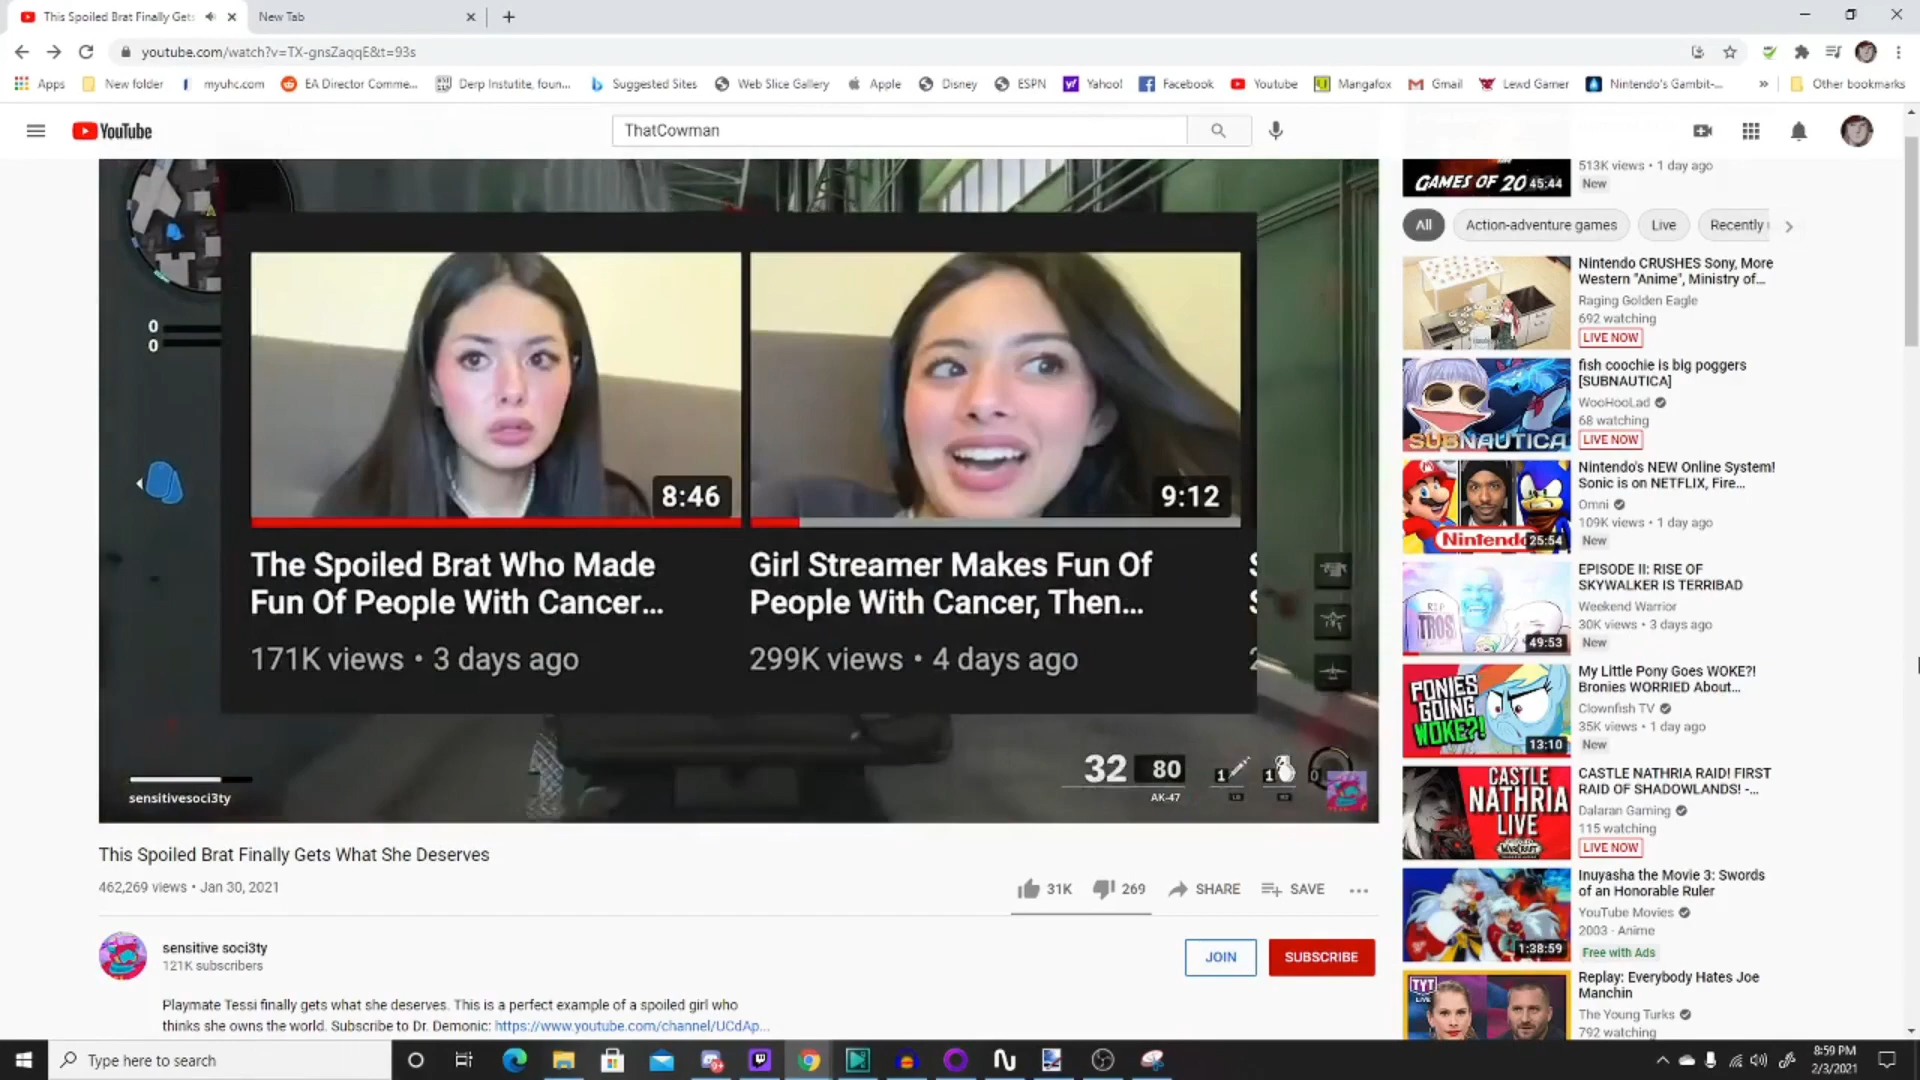 This Spoiled Brat Finally Gets
New Tab
youtube.com/watch?v=TX-gnsZaqqE&t=93s
Apps
New folder
myuhc.com
EA Director Comme...
Derp Instutite, foun...
Suggested Sites
Web Slice Gallery
Apple
Disney
ESPN
Yahoo!
Facebook
Youtube
Mangafox
Gmail
Lewd Gamer
Nintendo's Gambit-...
»
Other bookmarks
YouTube
ThatCowman
0
0
8:46
The Spoiled Brat Who Made
Fun Of People With Cancer...
171K views • 3 days ago
9:12
Girl Streamer Makes Fun Of
People With Cancer, Then...
299K views • 4 days ago
sensitivesoci3ty
32 80
AK-47
1
1
0
This Spoiled Brat Finally Gets What She Deserves
462,269 views • Jan 30, 2021
31K
269
SHARE
SAVE
sensitive soci3ty
121K subscribers
JOIN
SUBSCRIBE
Playmate Tessi finally gets what she deserves. This is a perfect example of a spoiled girl who
thinks she owns the world. Subscribe to Dr. Demonic: https://www.youtube.com/channel/UCdAp...
GAMES OF 20
45:44
513K views • 1 day ago
New
All
Action-adventure games
Live
Recently
Nintendo CRUSHES Sony, More
Western "Anime", Ministry of...
Raging Golden Eagle
692 watching
LIVE NOW
SUBNAUTICA
fish coochie is big poggers
[SUBNAUTICA]
WooHooLad
68 watching
LIVE NOW
Nintendo
25:54
Nintendo's NEW Online System!
Sonic is on NETFLIX, Fire...
Omni
109K views • 1 day ago
New
RIP
TROS
49:53
EPISODE II: RISE OF
SKYWALKER IS TERRIBAD
Weekend Warrior
30K views • 3 days ago
New
PONIES
GOING
WOKE?!
13:10
My Little Pony Goes WOKE?!
Bronies WORRIED About...
Clownfish TV
35K views • 1 day ago
New
CASTLE
NATHRIA
LIVE
WARCRAFT
CASTLE NATHRIA RAID! FIRST
RAID OF SHADOWLANDS! -...
Dalaran Gaming
115 watching
LIVE NOW
1:38:59
Inuyasha the Movie 3: Swords
of an Honorable Ruler
YouTube Movies
2003 · Anime
Free with Ads
TYT
LIVE
Replay: Everybody Hates Joe
Manchin
The Young Turks
792 watching
Type here to search
8:59 PM
2/3/2021